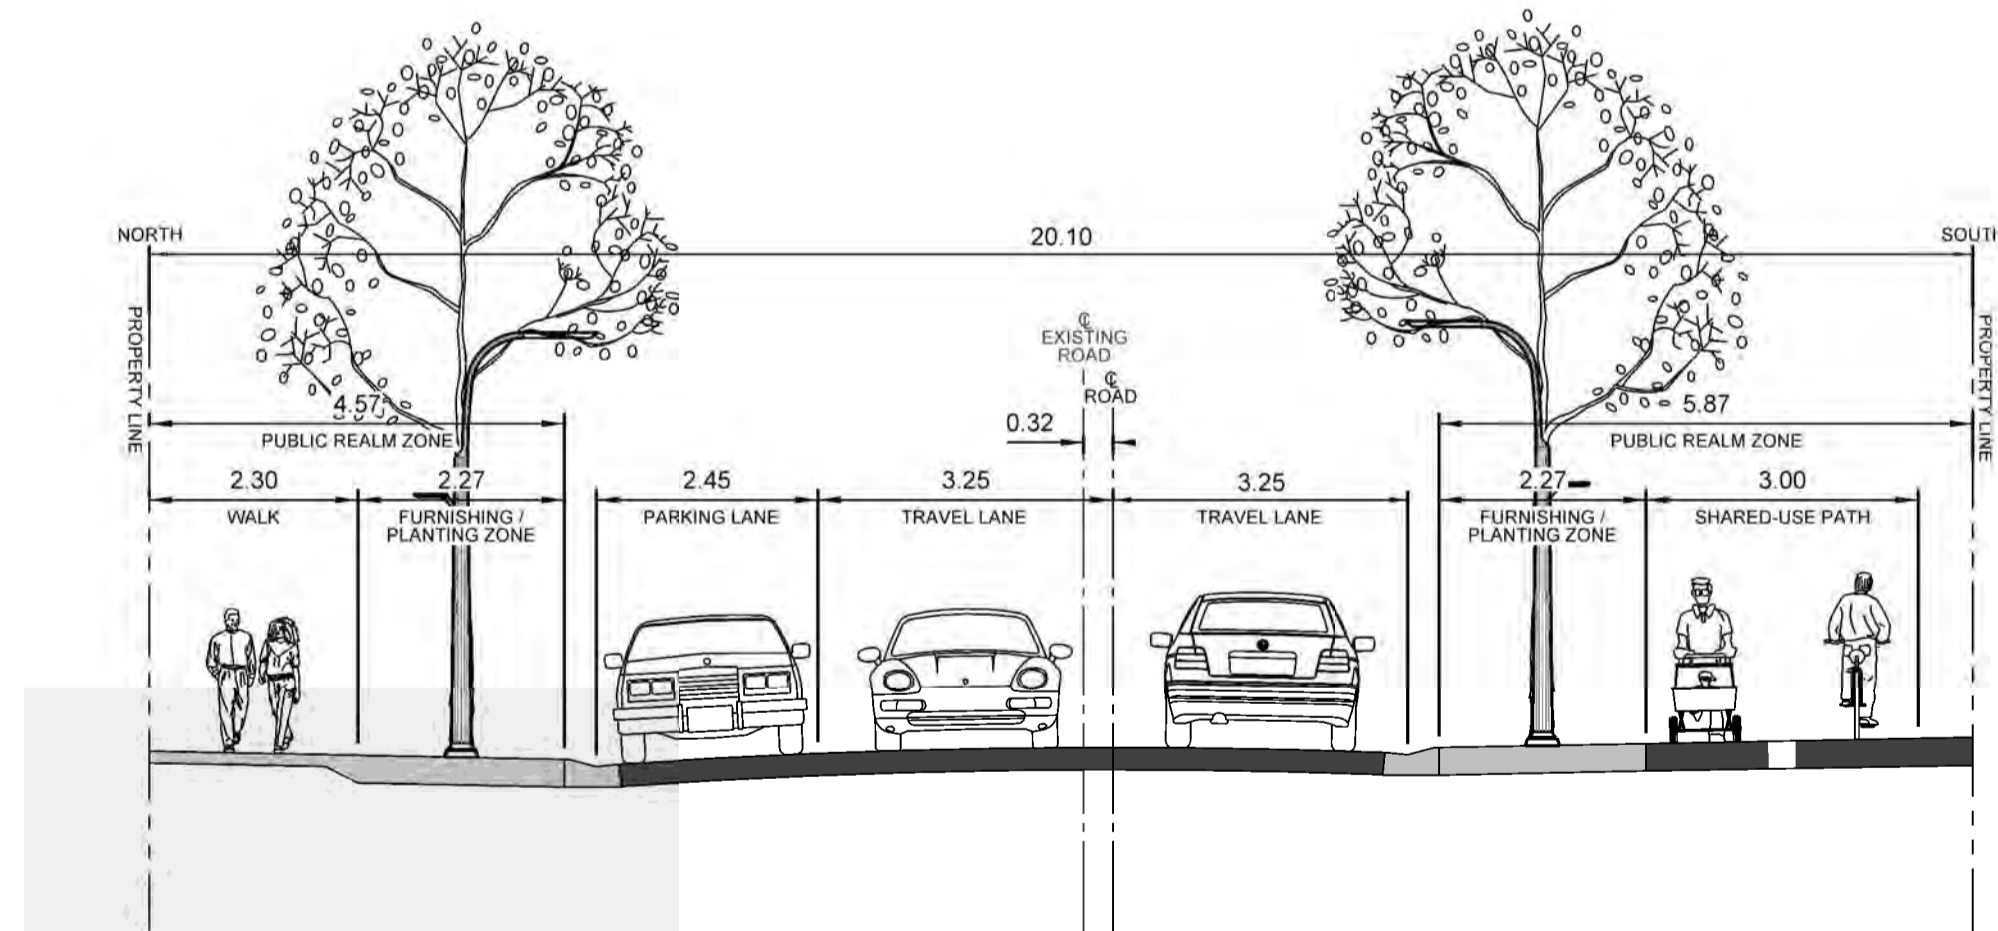 NORTH
20.10
SOUTH
PROPERTY LINE
℄
EXISTING
ROAD
℄
ROAD
PROPERTY LINE
4.57
PUBLIC REALM ZONE
0.32
5.87
PUBLIC REALM ZONE
2.30
2.27
2.45
3.25
3.25
2.27
3.00
WALK
FURNISHING /
PLANTING ZONE
PARKING LANE
TRAVEL LANE
TRAVEL LANE
FURNISHING /
PLANTING ZONE
SHARED-USE PATH